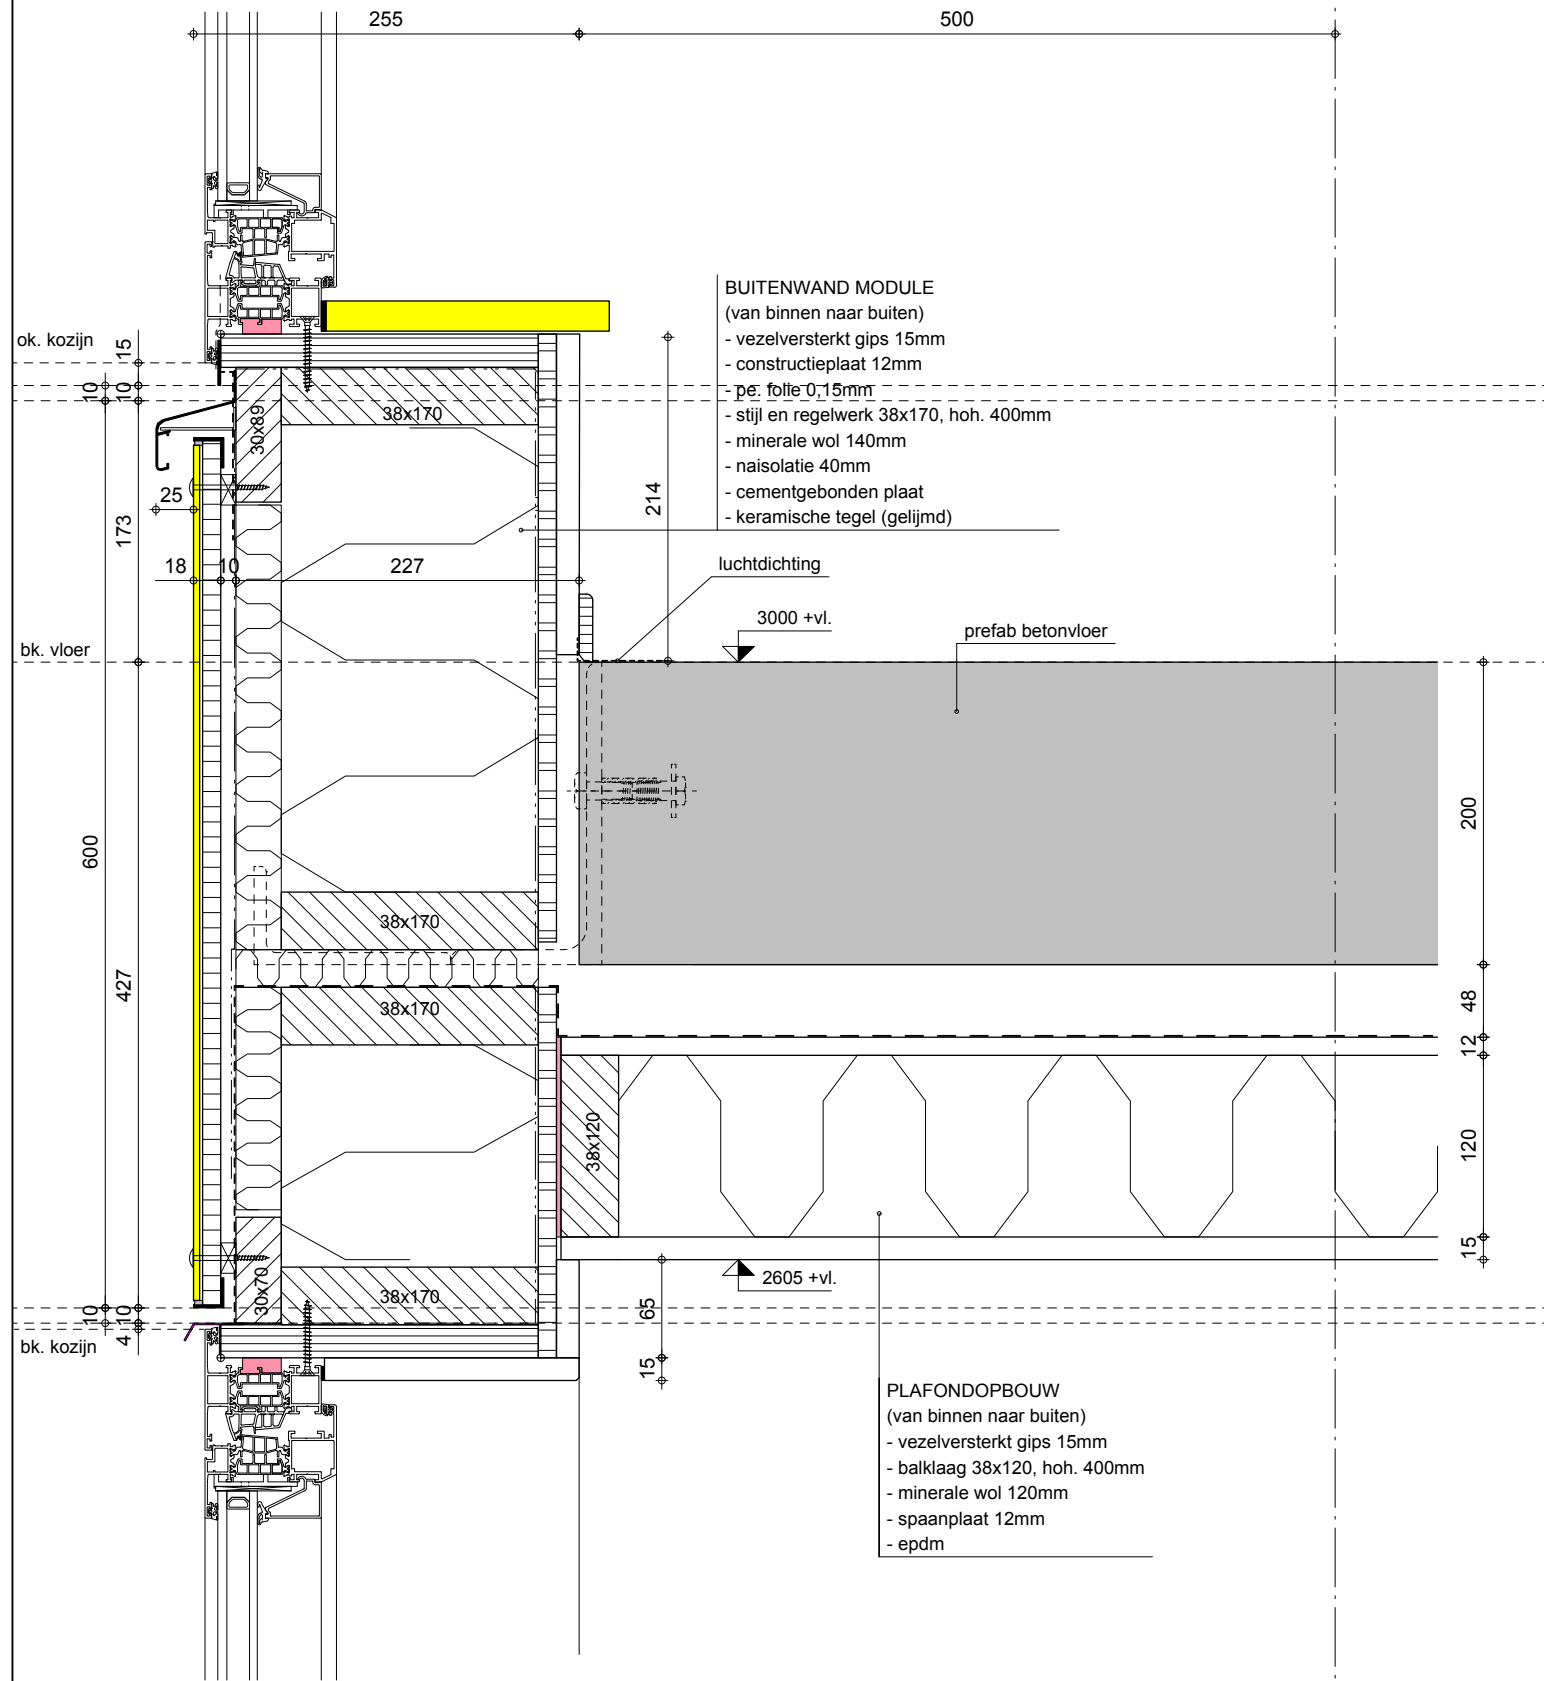 255
500
BUITENWAND MODULE
(van binnen naar buiten)
- vezelversterkt gips 15mm
- constructieplaat 12mm
- pe. folie 0,15mm
- stijl en regelwerk 38x170, hoh. 400mm
- minerale wol 140mm
- naisolatie 40mm
- cementgebonden plaat
- keramische tegel (gelijmd)
ok. kozijn
15
10
10
30x89
38x170
25
173
214
18
10
227
luchtdichting
3000 +vl.
prefab betonvloer
bk. vloer
600
200
38x170
427
38x170
48
12
38x120
120
15
2605 +vl.
30x70
38x170
65
10
10
4
bk. kozijn
15
PLAFONDOPBOUW
(van binnen naar buiten)
- vezelversterkt gips 15mm
- balklaag 38x120, hoh. 400mm
- minerale wol 120mm
- spaanplaat 12mm
- epdm